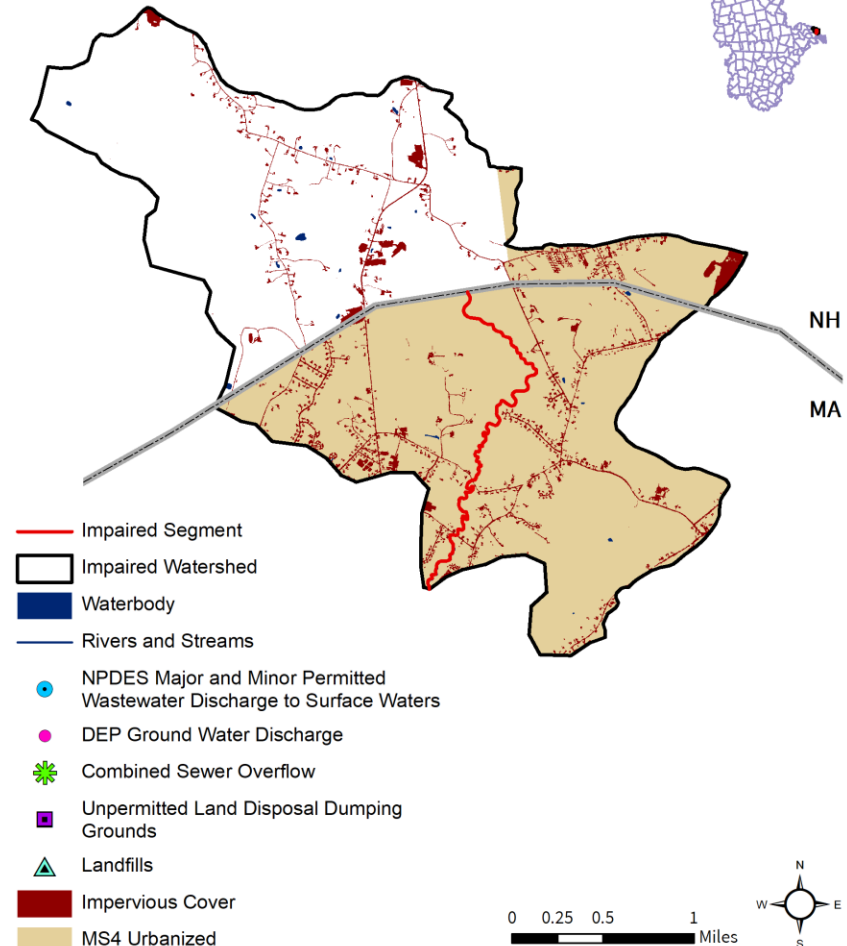 NH
MA
Impaired Segment
Impaired Watershed
Waterbody
Rivers and Streams
NPDES Major and Minor Permitted
Wastewater Discharge to Surface Waters
DEP Ground Water Discharge
Combined Sewer Overflow
Unpermitted Land Disposal Dumping
Grounds
Landfills
Impervious Cover
MS4 Urbanized
N
W E
S
0 0.25 0.5 1
Miles